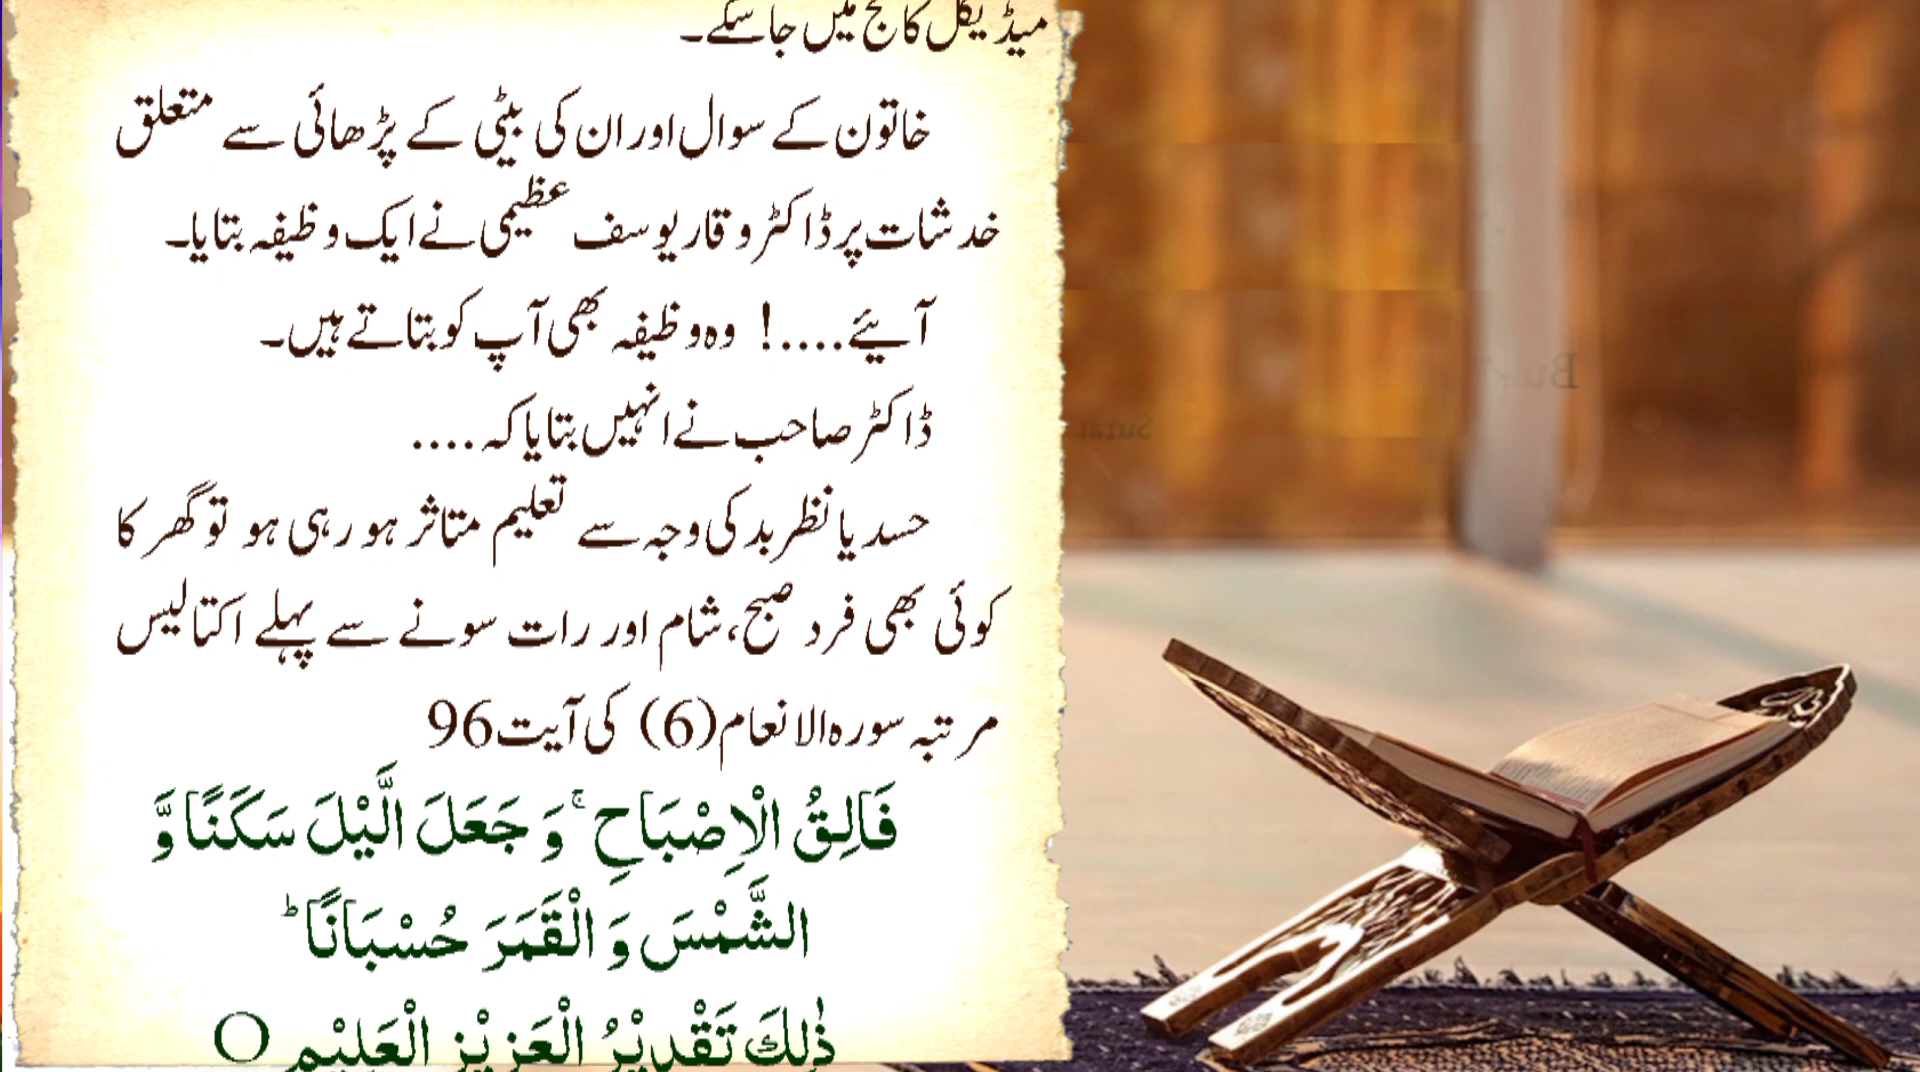 میڈیکل کالج میں جاسکے۔
خاتون کے سوال اور ان کی بیٹی کے پڑھائی سے متعلق
خدشات پر ڈاکٹر وقار یوسف عظیمی نے ایک وظیفہ بتایا۔
آیئے....! وہ وظیفہ بھی آپ کو بتاتے ہیں۔
ڈاکٹر صاحب نے انہیں بتایا کہ....
حسد یا نظر بد کی وجہ سے تعلیم متاثر ہو رہی ہو تو گھر کا
کوئی بھی فرد صبح، شام اور رات سونے سے پہلے اکتالیس
مرتبہ سورہ الانعام(6) کی آیت 96
فَالِقُ الْاِصْبَاحِ ۚ وَ جَعَلَ الَّيْلَ سَكَنًا وَّ
الشَّمْسَ وَ الْقَمَرَ حُسْبَانًا ؕ
ذٰلِكَ تَقْدِيْرُ الْعَزِيْزِ الْعَلِيْمِ ○